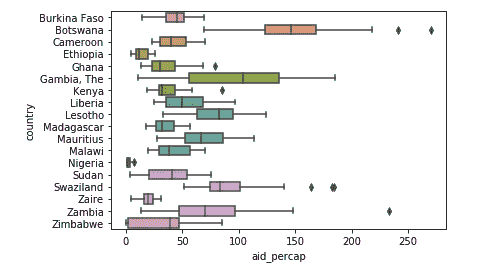 Burkina Faso
Botswana
Cameroon
Ethiopia
Ghana
Gambia, The
Kenya
Liberia
Lesotho
Madagascar
Mauritius
Malawi
Nigeria
Sudan
Swaziland
Zaire
Zambia
Zimbabwe
country
0 50 100 150 200 250
aid_percap